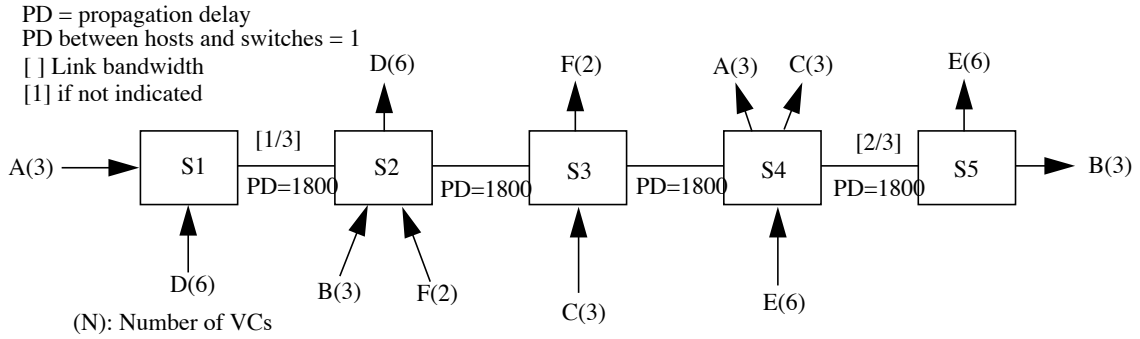 PD = propagation delay
PD between hosts and switches = 1
[ ] Link bandwidth
[1] if not indicated
D(6)
F(2)
A(3)
C(3)
E(6)
A(3)
S1
[1/3]
PD=1800
S2
PD=1800
S3
PD=1800
S4
[2/3]
PD=1800
S5
B(3)
D(6)
B(3)
F(2)
C(3)
E(6)
(N): Number of VCs